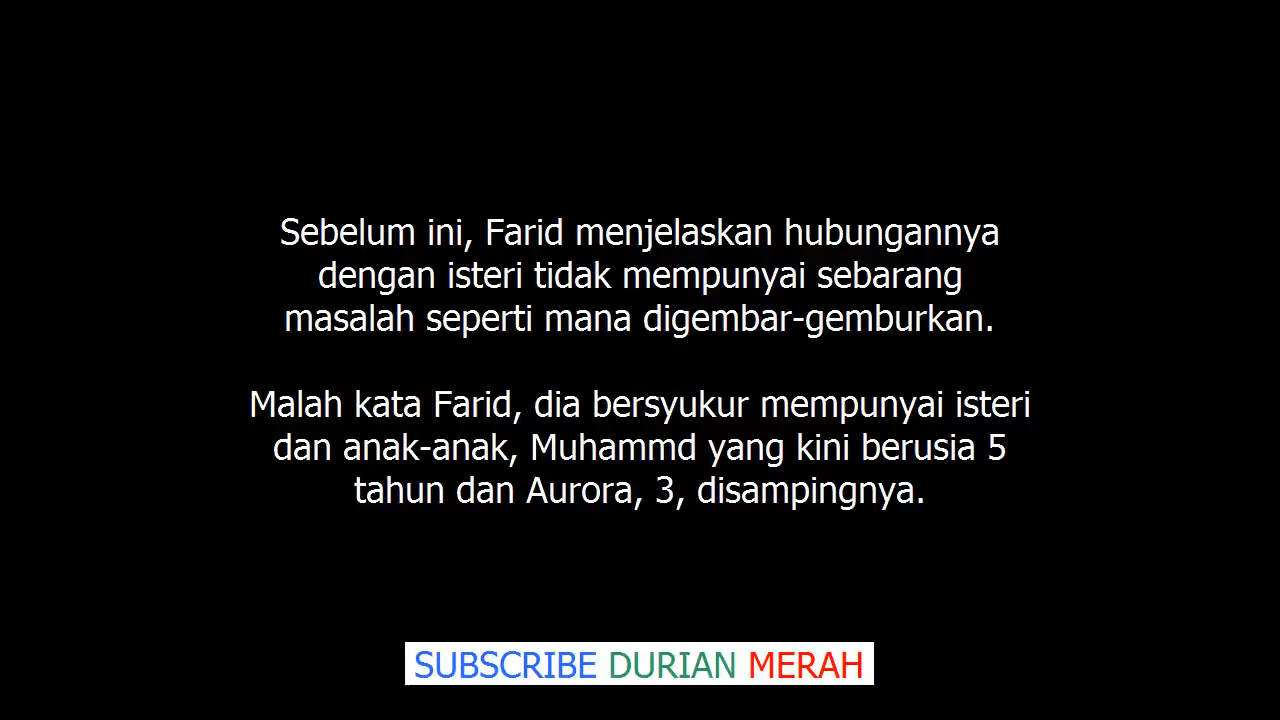 Sebelum ini, Farid menjelaskan hubungannya
dengan isteri tidak mempunyai sebarang
masalah seperti mana digembar-gemburkan.
Malah kata Farid, dia bersyukur mempunyai isteri
dan anak-anak, Muhammd yang kini berusia 5
tahun dan Aurora, 3, disampingnya.
SUBSCRIBE DURIAN MERAH